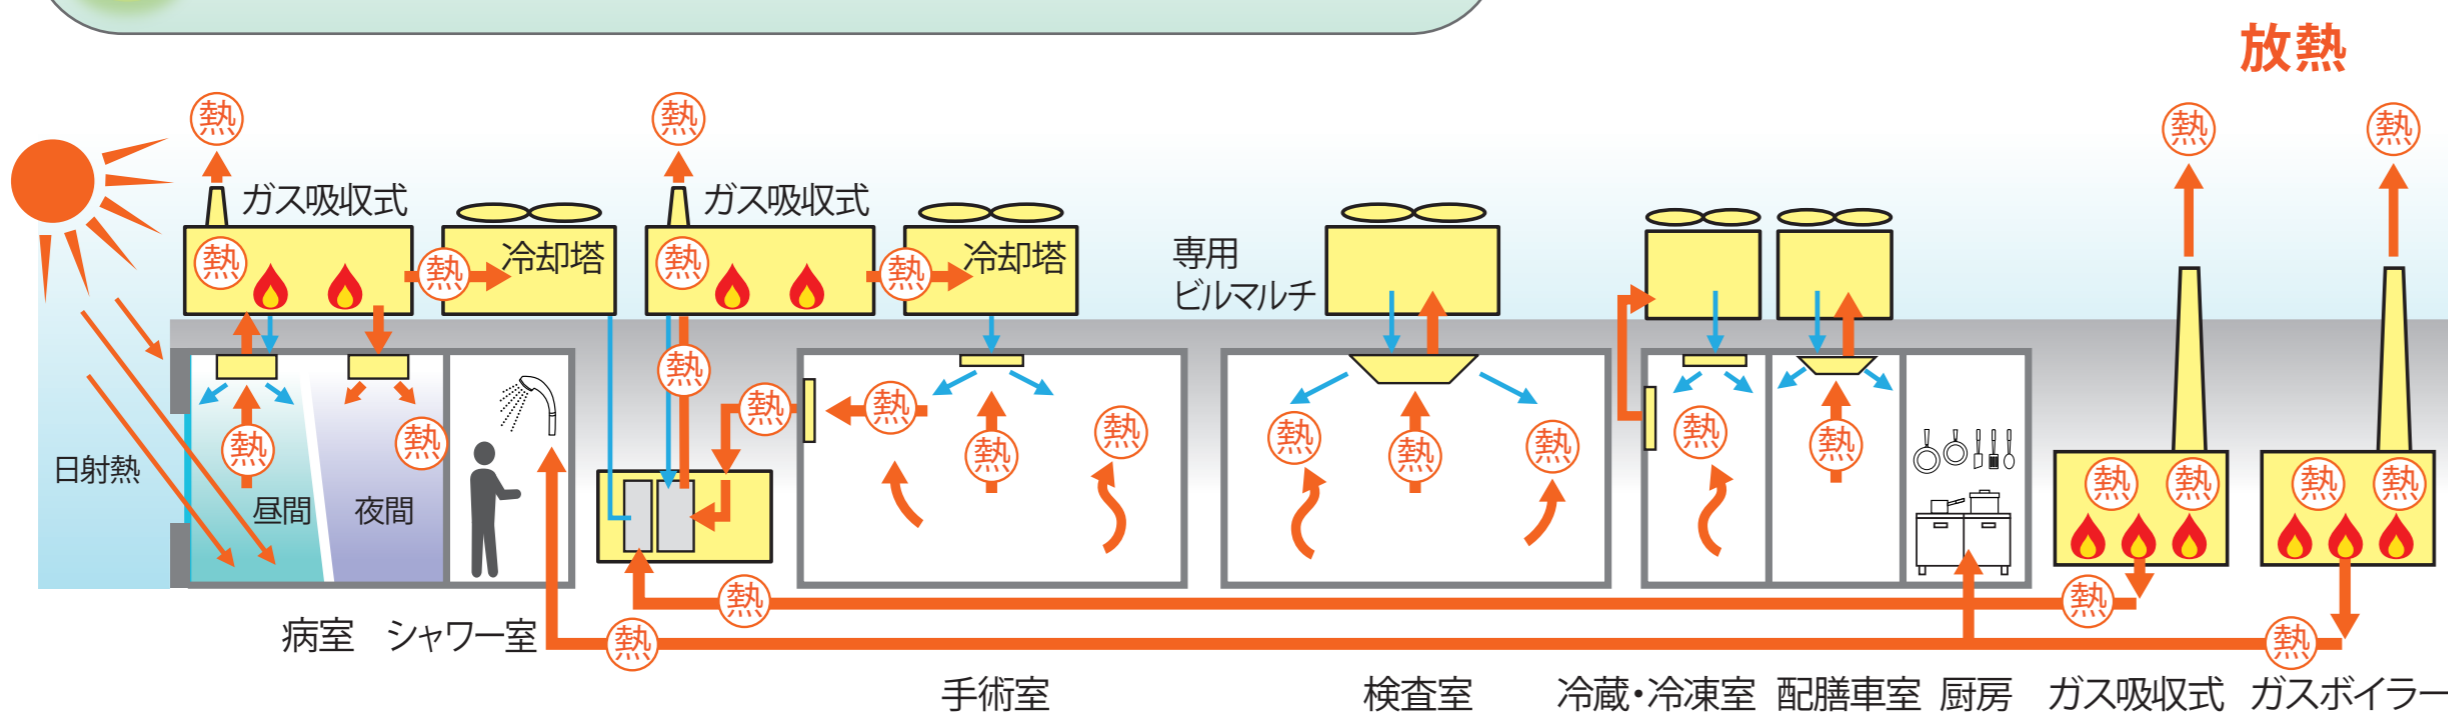 放熱
熱
熱
熱
熱
ガス吸収式
ガス吸収式
熱
熱
冷却塔
熱
熱
冷却塔
専用
ビルマルチ
熱
熱
熱
熱
熱
熱
熱
熱
熱
熱
熱
熱
熱
日射熱
昼間
夜間
熱
熱
熱
熱
熱
熱
熱
熱
熱
病室
シャワー室
手術室
検査室
冷蔵・冷凍室
配膳車室
厨房
ガス吸収式
ガスボイラー